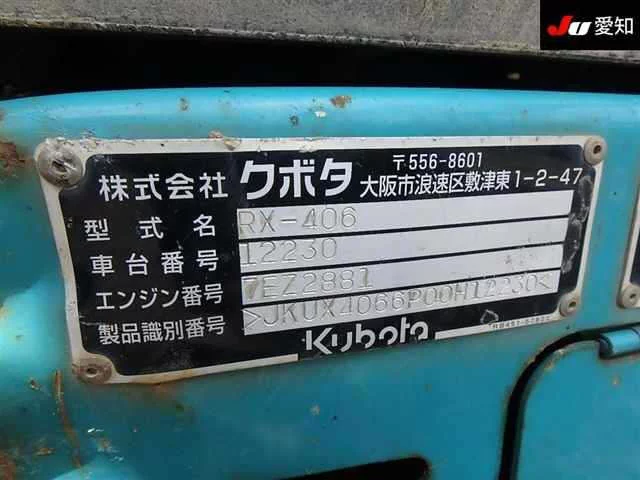 JU 愛知
〒556-8601
株式会社 クボタ 大阪市浪速区敷津東1-2-47
型式名 RX-406
車台番号 12230
エンジン番号 7EZ2881
製品識別番号 >JKUX4066P00H12230<
Kubota